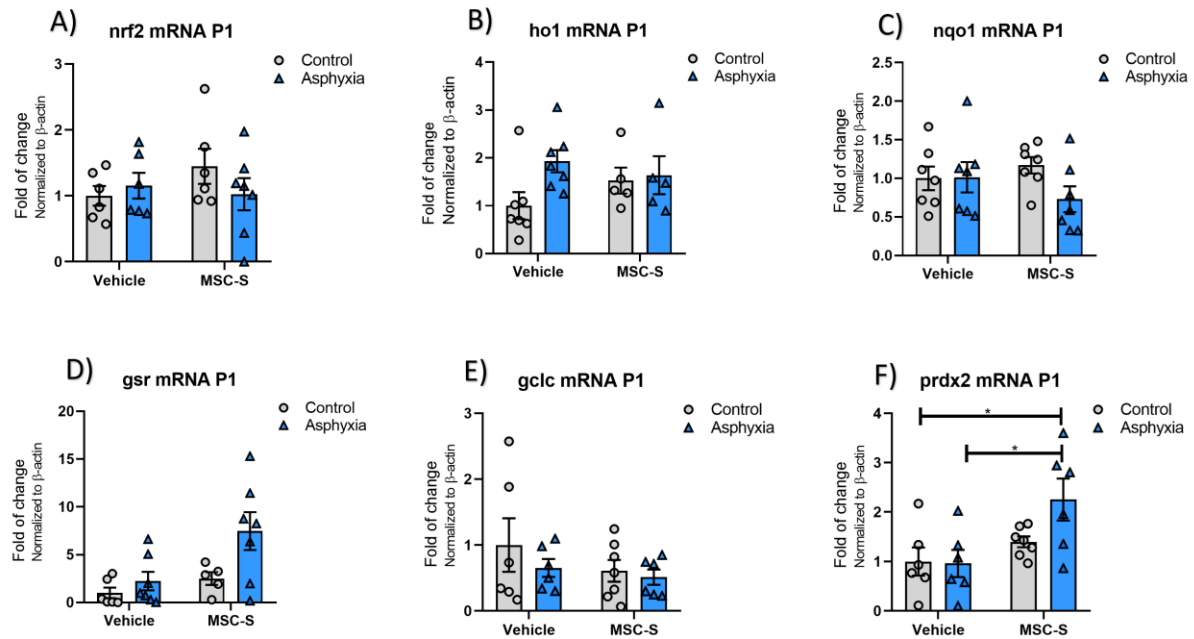 A)
nrf2 mRNA P1
Control
Asphyxia
Fold of change
Normalized to β-actin
3
2
1
0
Vehicle
MSC-S
B)
ho1 mRNA P1
Control
Asphyxia
Fold of change
Normalized to β-actin
4
3
2
1
0
Vehicle
MSC-S
C)
nqo1 mRNA P1
Control
Asphyxia
Fold of change
Normalized to β-actin
2.5
2.0
1.5
1.0
0.5
0.0
Vehicle
MSC-S
D)
gsr mRNA P1
Control
Asphyxia
Fold of change
Normalized to β-actin
20
15
10
5
0
Vehicle
MSC-S
E)
gclc mRNA P1
Control
Asphyxia
Fold of change
Normalized to β-actin
3
2
1
0
Vehicle
MSC-S
F)
prdx2 mRNA P1
Control
Asphyxia
Fold of change
Normalized to β-actin
4
3
2
1
0
*
*
Vehicle
MSC-S